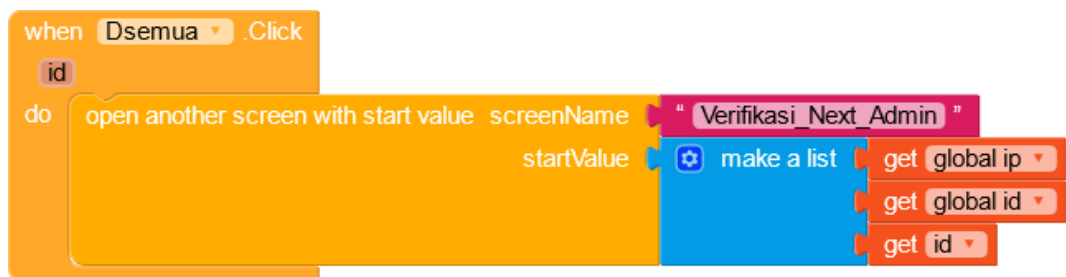 when Dsemua .Click
id
do open another screen with start value screenName " Verifikasi_Next_Admin "
startValue make a list get global ip
get global id
get id